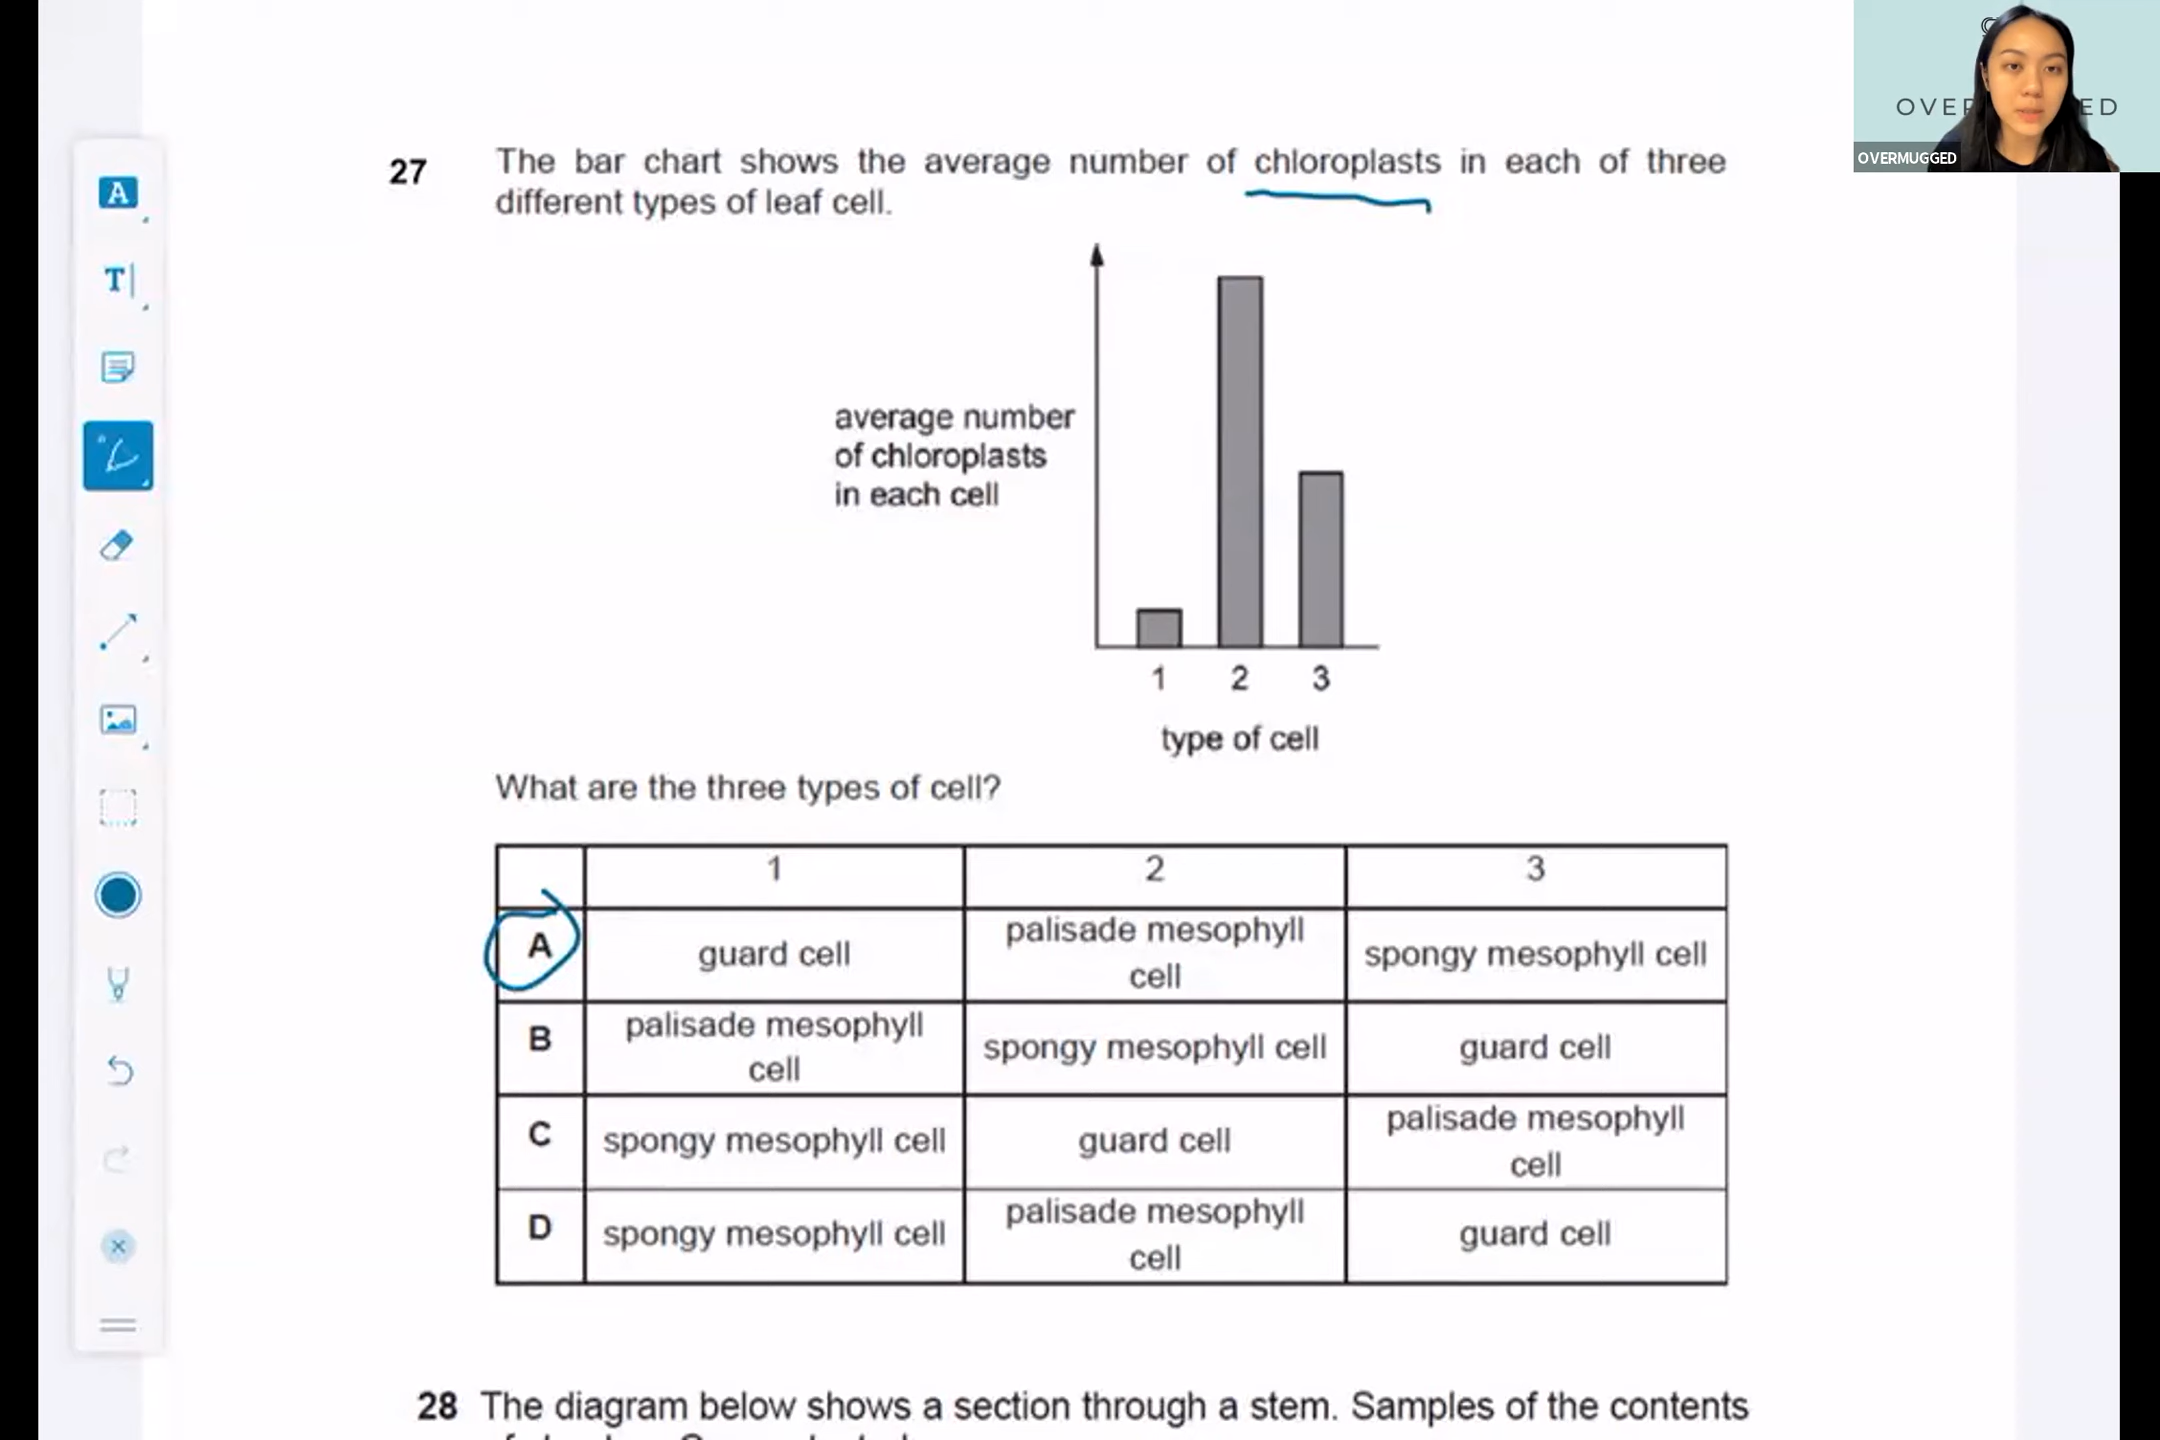 OVER ED
OVERMUGGED
A
T
27 The bar chart shows the average number of chloroplasts in each of three
different types of leaf cell.
average number
of chloroplasts
in each cell
1 2 3
type of cell
What are the three types of cell?
1 2 3
A guard cell palisade mesophyll cell spongy mesophyll cell
B palisade mesophyll cell spongy mesophyll cell guard cell
C spongy mesophyll cell guard cell palisade mesophyll cell
D spongy mesophyll cell palisade mesophyll cell guard cell
28 The diagram below shows a section through a stem. Samples of the contents